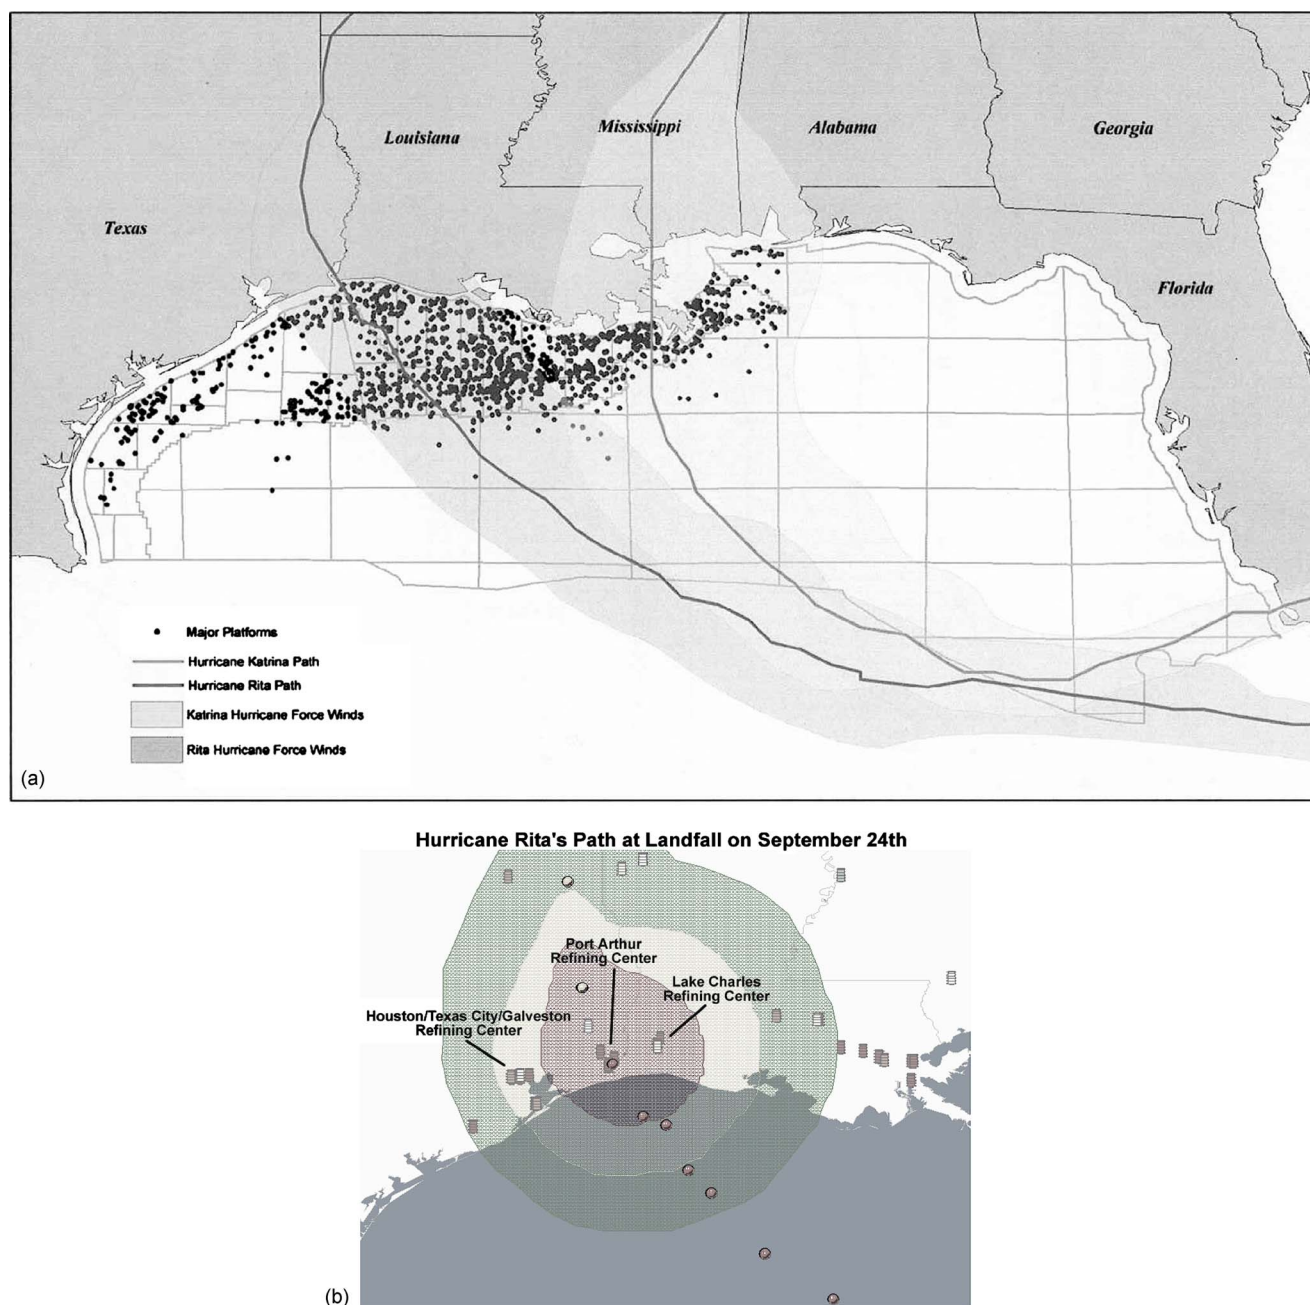 Louisiana
Mississippi
Alabama
Georgia
Texas
Florida
Major Platforms
Hurricane Katrina Path
Hurricane Rita Path
Katrina Hurricane Force Winds
Rita Hurricane Force Winds
(a)
Hurricane Rita's Path at Landfall on September 24th
Port Arthur
Refining Center
Lake Charles
Refining Center
Houston/Texas City/Galveston
Refining Center
(b)